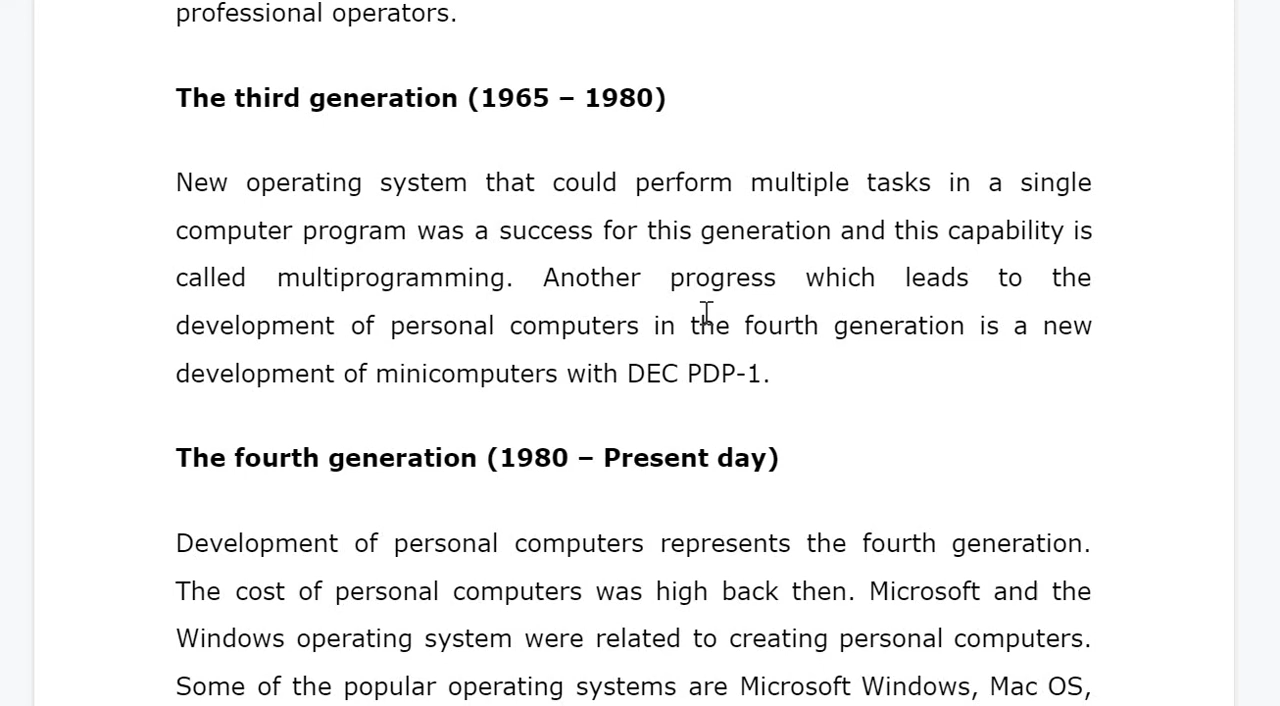 professional operators.
The third generation (1965 – 1980)
New operating system that could perform multiple tasks in a single
computer program was a success for this generation and this capability is
called multiprogramming. Another progress which leads to the
development of personal computers in the fourth generation is a new
development of minicomputers with DEC PDP-1.
The fourth generation (1980 – Present day)
Development of personal computers represents the fourth generation.
The cost of personal computers was high back then. Microsoft and the
Windows operating system were related to creating personal computers.
Some of the popular operating systems are Microsoft Windows, Mac OS,